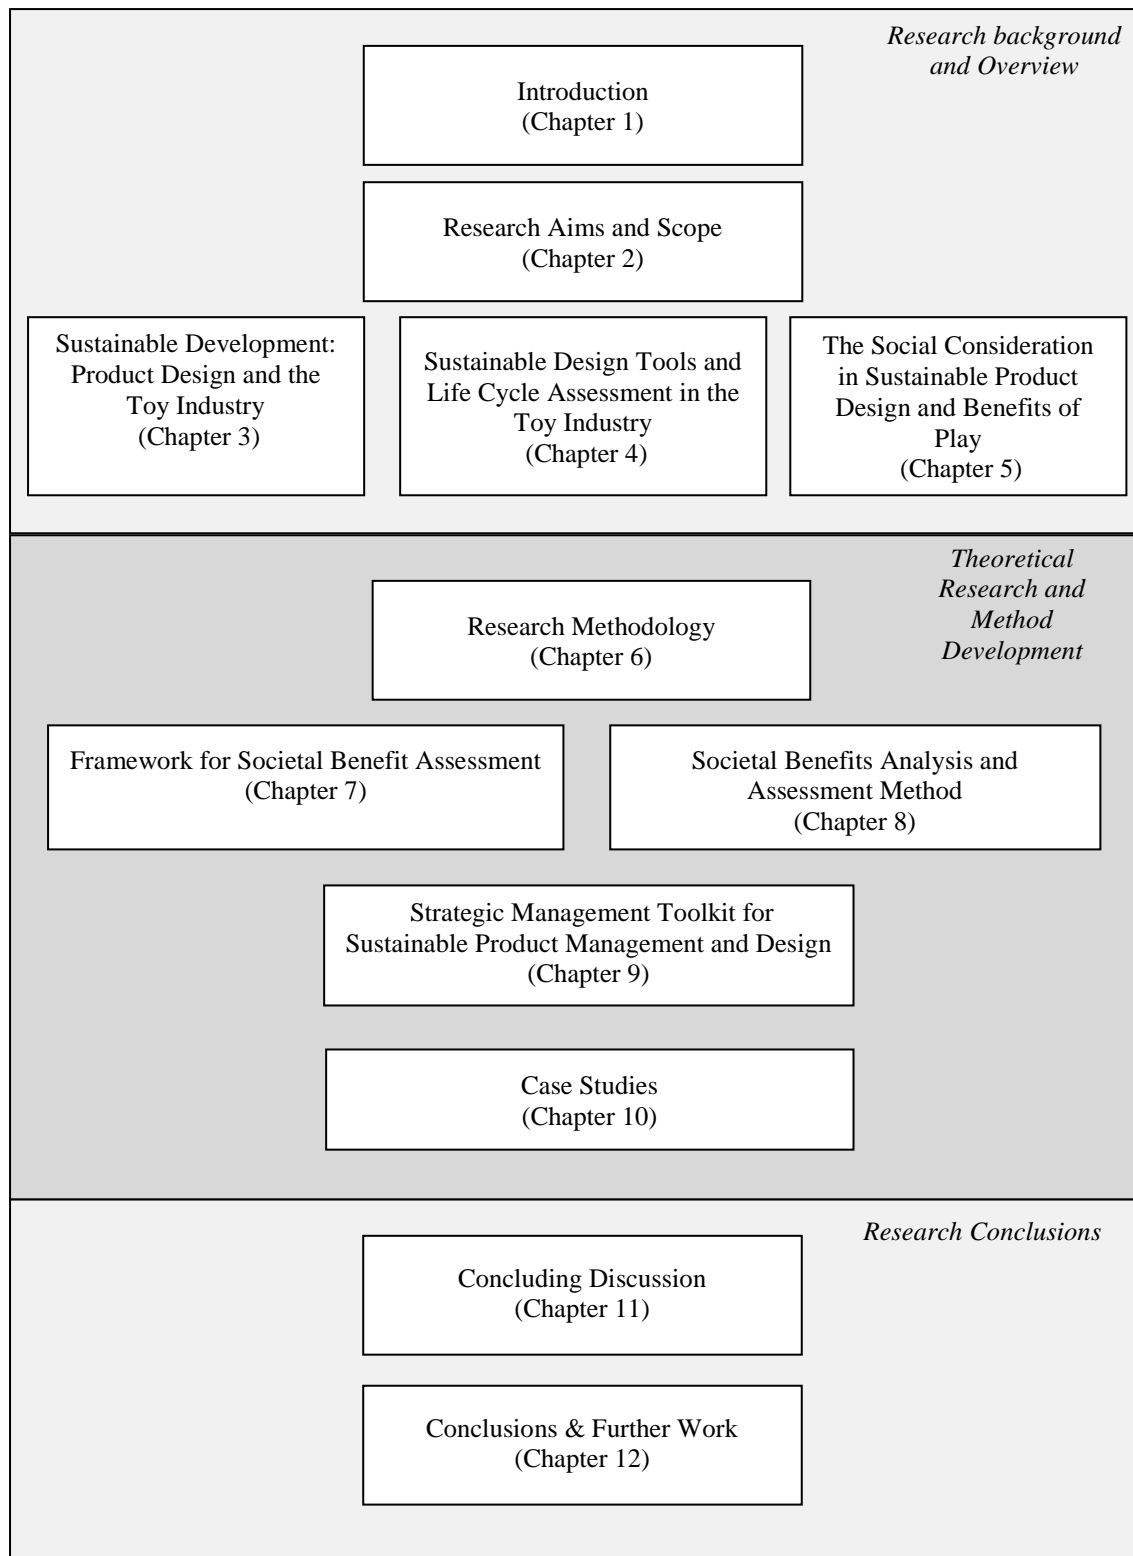 Research background
and Overview
Introduction
(Chapter 1)
Research Aims and Scope
(Chapter 2)
Sustainable Development:
Product Design and the
Toy Industry
(Chapter 3)
Sustainable Design Tools and
Life Cycle Assessment in the
Toy Industry
(Chapter 4)
The Social Consideration
in Sustainable Product
Design and Benefits of
Play
(Chapter 5)
Theoretical
Research and
Method
Development
Research Methodology
(Chapter 6)
Framework for Societal Benefit Assessment
(Chapter 7)
Societal Benefits Analysis and
Assessment Method
(Chapter 8)
Strategic Management Toolkit for
Sustainable Product Management and Design
(Chapter 9)
Case Studies
(Chapter 10)
Research Conclusions
Concluding Discussion
(Chapter 11)
Conclusions & Further Work
(Chapter 12)